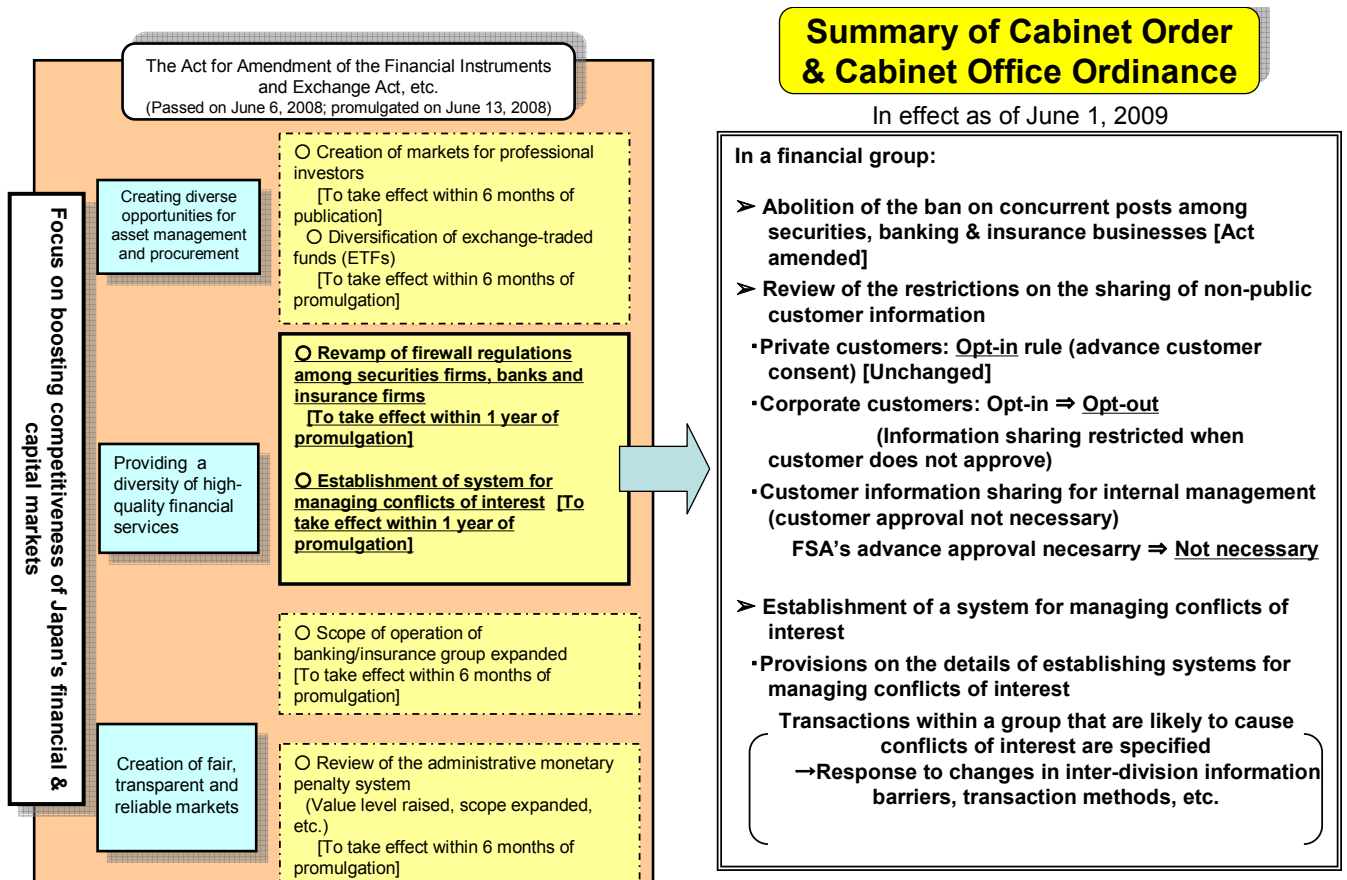 The Act for Amendment of the Financial Instruments
and Exchange Act, etc.
(Passed on June 6, 2008; promulgated on June 13, 2008)
Focus on boosting competitiveness of Japan's financial &
capital markets
Creating diverse
opportunities for
asset management
and procurement
○ Creation of markets for professional
investors
[To take effect within 6 months of
publication]
○ Diversification of exchange-traded
funds (ETFs)
[To take effect within 6 months of
promulgation]
Providing a
diversity of high-
quality financial
services
○ Revamp of firewall regulations
among securities firms, banks and
insurance firms
[To take effect within 1 year of
promulgation]
○ Establishment of system for
managing conflicts of interest [To
take effect within 1 year of
promulgation]
○ Scope of operation of
banking/insurance group expanded
[To take effect within 6 months of
promulgation]
Creation of fair,
transparent and
reliable markets
○ Review of the administrative monetary
penalty system
(Value level raised, scope expanded,
etc.)
[To take effect within 6 months of
promulgation]
Summary of Cabinet Order
& Cabinet Office Ordinance
In effect as of June 1, 2009
In a financial group:
➢ Abolition of the ban on concurrent posts among
securities, banking & insurance businesses [Act
amended]
➢ Review of the restrictions on the sharing of non-public
customer information
・Private customers: Opt-in rule (advance customer
consent) [Unchanged]
・Corporate customers: Opt-in ⇒ Opt-out
(Information sharing restricted when
customer does not approve)
・Customer information sharing for internal management
(customer approval not necessary)
FSA's advance approval necesarry ⇒ Not necessary
➢ Establishment of a system for managing conflicts of
interest
・Provisions on the details of establishing systems for
managing conflicts of interest
Transactions within a group that are likely to cause
conflicts of interest are specified
→Response to changes in inter-division information
barriers, transaction methods, etc.